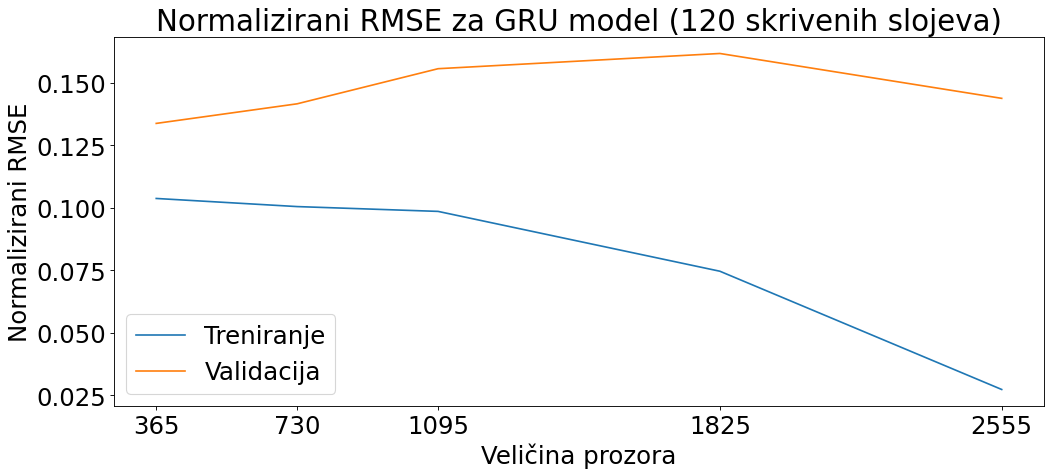 Normalizirani RMSE za GRU model (120 skrivenih slojeva)
Normalizirani RMSE
0.150
0.125
0.100
0.075
0.050
0.025
Treniranje
Validacija
365 730 1095 1825 2555
Veličina prozora